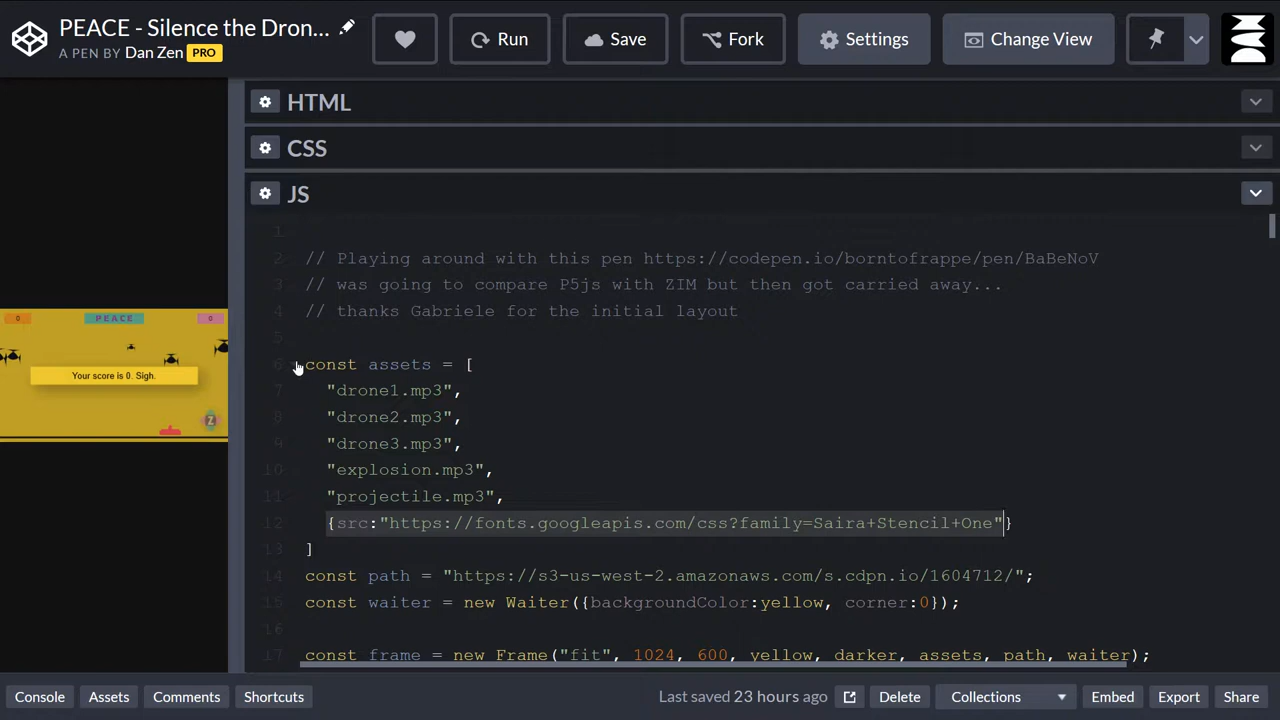 PEACE - Silence the Dron...
A PEN BY Dan Zen PRO
Run
Save
Fork
Settings
Change View
HTML
CSS
JS
1
2 // Playing around with this pen https://codepen.io/borntofrappe/pen/BaBeNoV
3 // was going to compare P5js with ZIM but then got carried away...
4 // thanks Gabriele for the initial layout
5
6 const assets = [
7 "drone1.mp3",
8 "drone2.mp3",
9 "drone3.mp3",
10 "explosion.mp3",
11 "projectile.mp3",
12 {src:"https://fonts.googleapis.com/css?family=Saira+Stencil+One"}
13 ]
14 const path = "https://s3-us-west-2.amazonaws.com/s.cdpn.io/1604712/";
15 const waiter = new Waiter({backgroundColor:yellow, corner:0});
16
17 const frame = new Frame("fit", 1024, 600, yellow, darker, assets, path, waiter);
0 PEACE 0
Your score is 0. Sigh.
Z
Console
Assets
Comments
Shortcuts
Last saved 23 hours ago
Delete
Collections
Embed
Export
Share